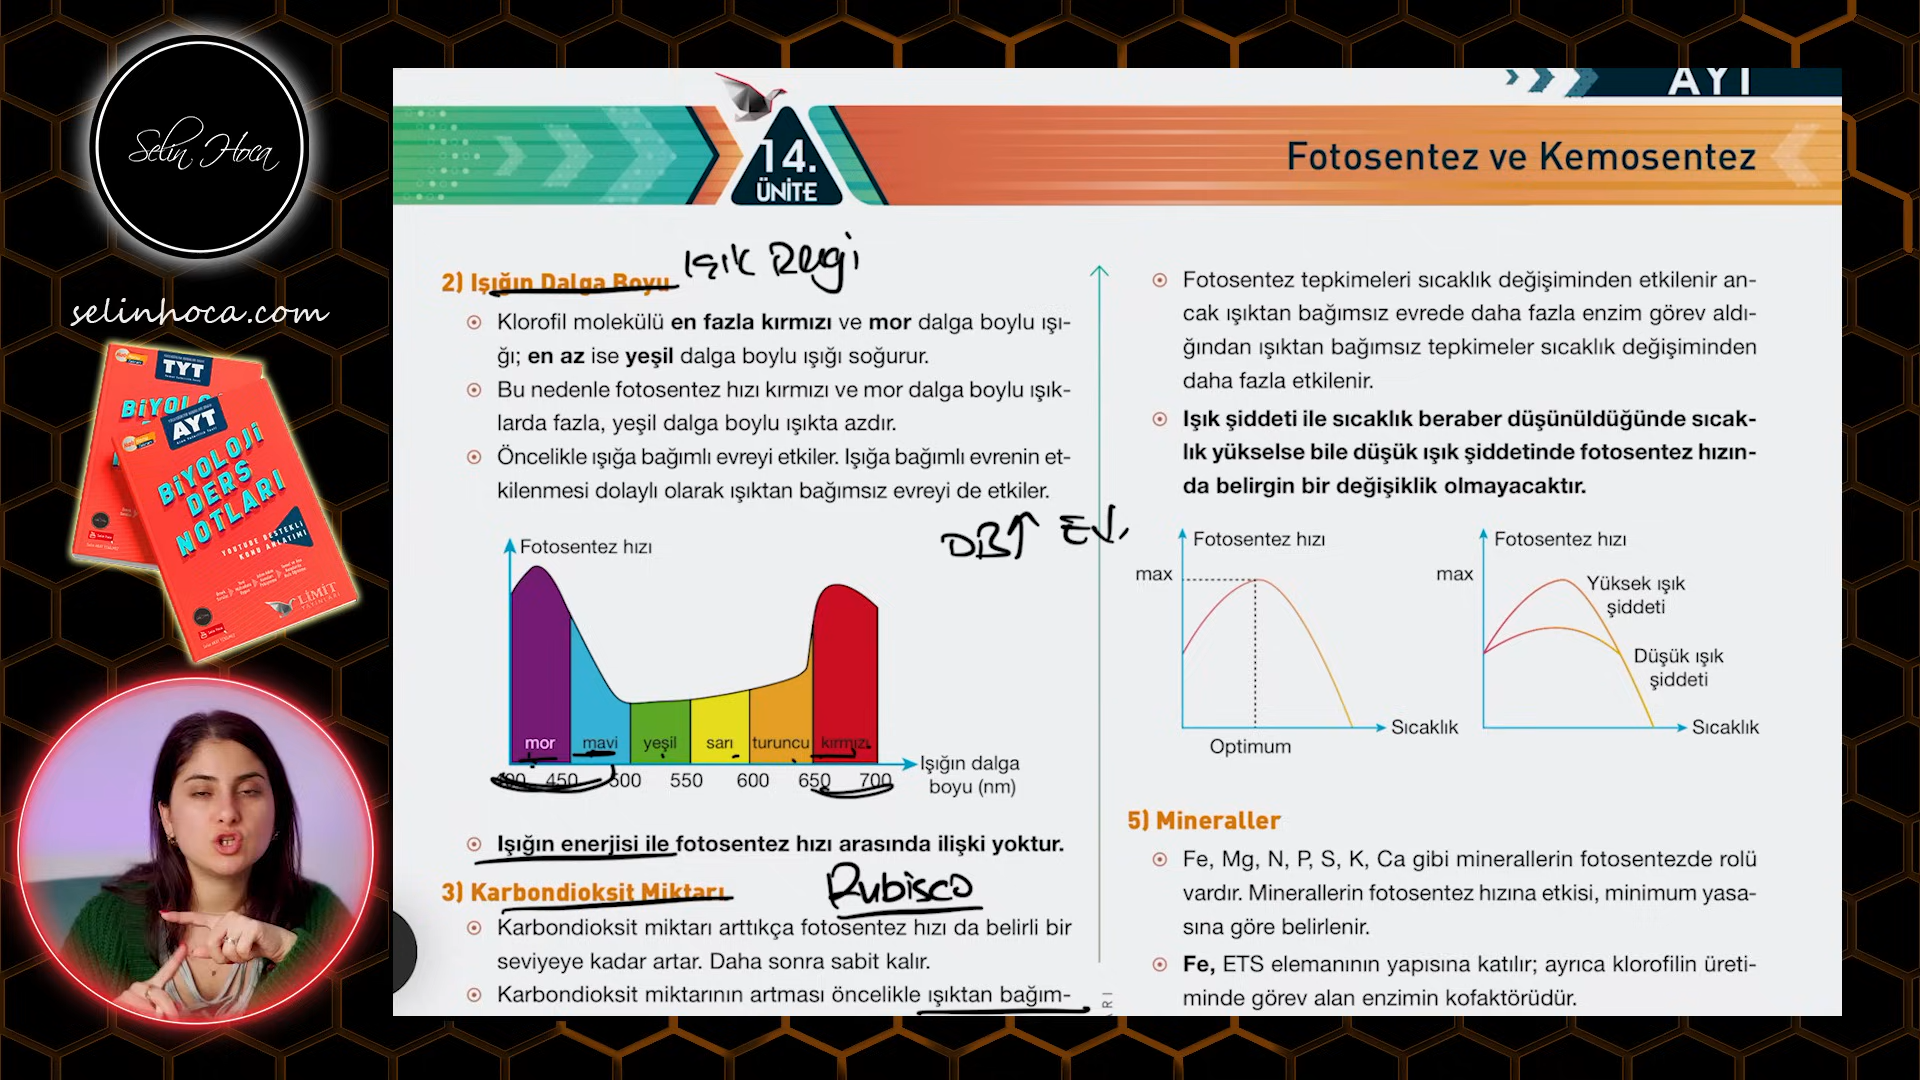 Selin Hoca
selinhoca.com
TYT
BİYOLO
AYT
BİYOLOJİ
DERS
NOTLARI
YOUTUBE DESTEKLİ
KONU ANLATIMI
LİMİT
AYT
14.
ÜNİTE
Fotosentez ve Kemosentez
2) Işığın Dalga Boyu
Işık Rengi
Klorofil molekülü en fazla kırmızı ve mor dalga boylu ışı-
ğı; en az ise yeşil dalga boylu ışığı soğurur.
Bu nedenle fotosentez hızı kırmızı ve mor dalga boylu ışık-
larda fazla, yeşil dalga boylu ışıkta azdır.
Öncelikle ışığa bağımlı evreyi etkiler. Işığa bağımlı evrenin et-
kilenmesi dolaylı olarak ışıktan bağımsız evreyi de etkiler.
DB↑ EV.
Fotosentez hızı
mor mavi yeşil sarı turuncu kırmızı
450 500 550 600 650 700
Işığın dalga
boyu (nm)
Işığın enerjisi ile fotosentez hızı arasında ilişki yoktur.
3) Karbondioksit Miktarı
Rubisco
Karbondioksit miktarı arttıkça fotosentez hızı da belirli bir
seviyeye kadar artar. Daha sonra sabit kalır.
Karbondioksit miktarının artması öncelikle ışıktan bağım-
Fotosentez tepkimeleri sıcaklık değişiminden etkilenir an-
cak ışıktan bağımsız evrede daha fazla enzim görev aldı-
ğından ışıktan bağımsız tepkimeler sıcaklık değişiminden
daha fazla etkilenir.
Işık şiddeti ile sıcaklık beraber düşünüldüğünde sıcak-
lık yükselse bile düşük ışık şiddetinde fotosentez hızın-
da belirgin bir değişiklik olmayacaktır.
Fotosentez hızı
max
Optimum
Sıcaklık
Fotosentez hızı
max
Yüksek ışık
şiddeti
Düşük ışık
şiddeti
Sıcaklık
5) Mineraller
Fe, Mg, N, P, S, K, Ca gibi minerallerin fotosentezde rolü
vardır. Minerallerin fotosentez hızına etkisi, minimum yasa-
sına göre belirlenir.
Fe, ETS elemanının yapısına katılır; ayrıca klorofilin üreti-
minde görev alan enzimin kofaktörüdür.